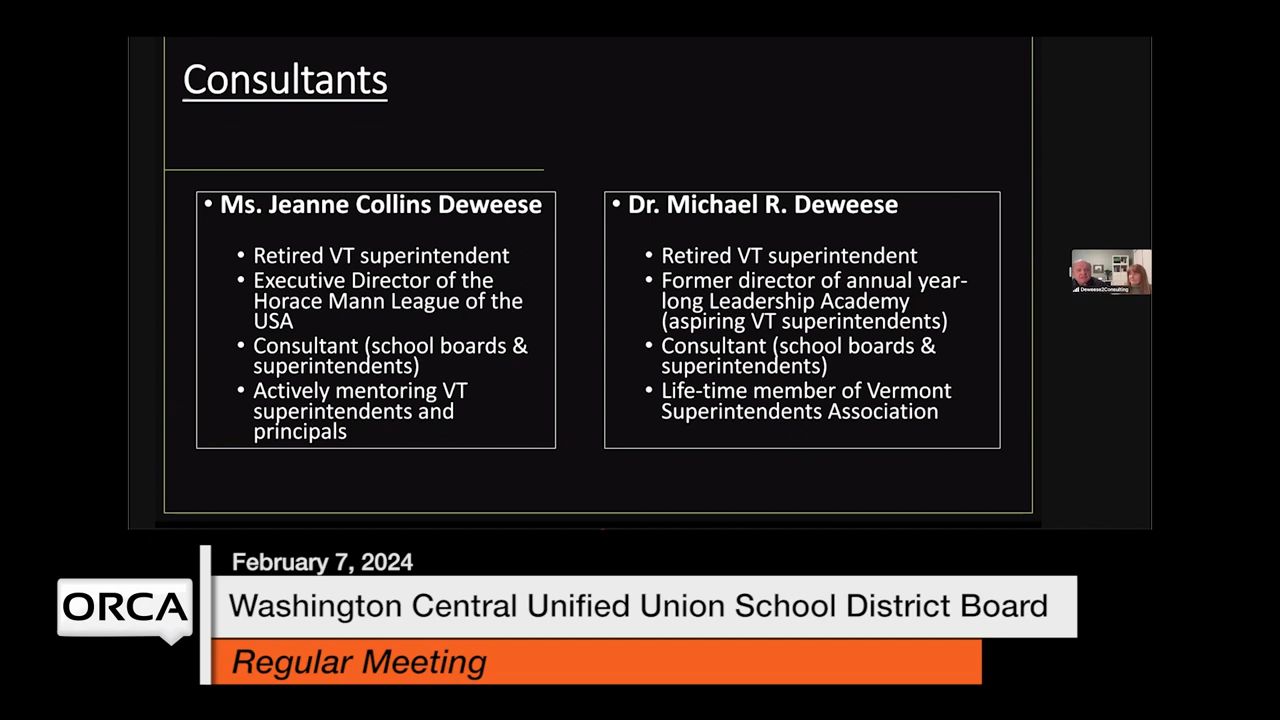 Consultants
• Ms. Jeanne Collins Deweese
• Retired VT superintendent
• Executive Director of the
Horace Mann League of the
USA
• Consultant (school boards &
superintendents)
• Actively mentoring VT
superintendents and
principals
• Dr. Michael R. Deweese
• Retired VT superintendent
• Former director of annual year-
long Leadership Academy
(aspiring VT superintendents)
• Consultant (school boards &
superintendents)
• Life-time member of Vermont
Superintendents Association
Deweese2Consulting
February 7, 2024
ORCA
Washington Central Unified Union School District Board
Regular Meeting